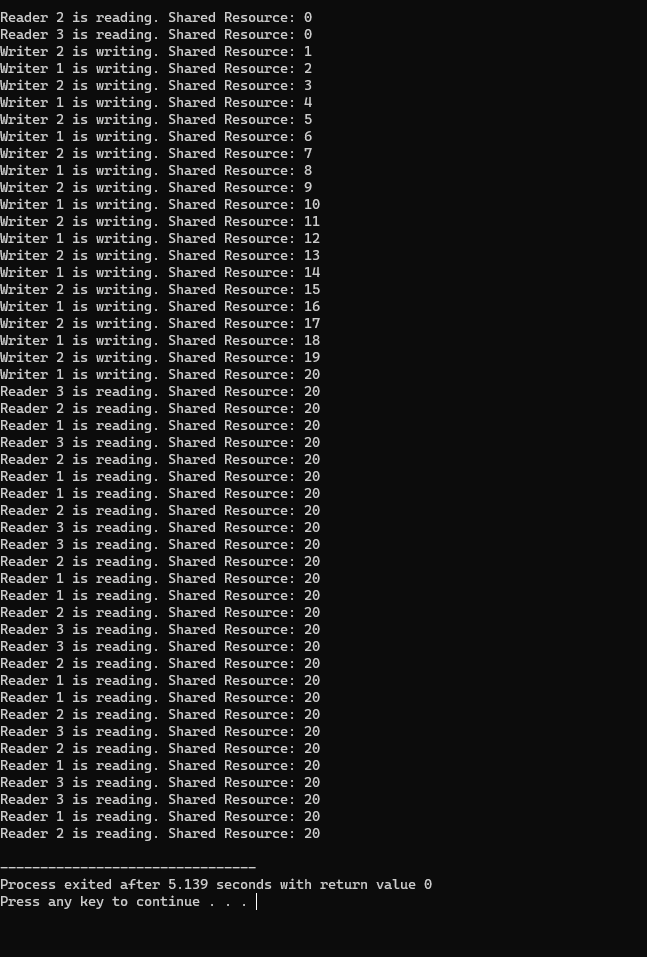 Reader 2 is reading. Shared Resource: 0
Reader 3 is reading. Shared Resource: 0
Writer 2 is writing. Shared Resource: 1
Writer 1 is writing. Shared Resource: 2
Writer 2 is writing. Shared Resource: 3
Writer 1 is writing. Shared Resource: 4
Writer 2 is writing. Shared Resource: 5
Writer 1 is writing. Shared Resource: 6
Writer 2 is writing. Shared Resource: 7
Writer 1 is writing. Shared Resource: 8
Writer 2 is writing. Shared Resource: 9
Writer 1 is writing. Shared Resource: 10
Writer 2 is writing. Shared Resource: 11
Writer 1 is writing. Shared Resource: 12
Writer 2 is writing. Shared Resource: 13
Writer 1 is writing. Shared Resource: 14
Writer 2 is writing. Shared Resource: 15
Writer 1 is writing. Shared Resource: 16
Writer 2 is writing. Shared Resource: 17
Writer 1 is writing. Shared Resource: 18
Writer 2 is writing. Shared Resource: 19
Writer 1 is writing. Shared Resource: 20
Reader 3 is reading. Shared Resource: 20
Reader 2 is reading. Shared Resource: 20
Reader 1 is reading. Shared Resource: 20
Reader 3 is reading. Shared Resource: 20
Reader 2 is reading. Shared Resource: 20
Reader 1 is reading. Shared Resource: 20
Reader 1 is reading. Shared Resource: 20
Reader 2 is reading. Shared Resource: 20
Reader 3 is reading. Shared Resource: 20
Reader 3 is reading. Shared Resource: 20
Reader 2 is reading. Shared Resource: 20
Reader 1 is reading. Shared Resource: 20
Reader 1 is reading. Shared Resource: 20
Reader 2 is reading. Shared Resource: 20
Reader 3 is reading. Shared Resource: 20
Reader 3 is reading. Shared Resource: 20
Reader 2 is reading. Shared Resource: 20
Reader 1 is reading. Shared Resource: 20
Reader 1 is reading. Shared Resource: 20
Reader 2 is reading. Shared Resource: 20
Reader 3 is reading. Shared Resource: 20
Reader 2 is reading. Shared Resource: 20
Reader 1 is reading. Shared Resource: 20
Reader 3 is reading. Shared Resource: 20
Reader 3 is reading. Shared Resource: 20
Reader 1 is reading. Shared Resource: 20
Reader 2 is reading. Shared Resource: 20
--------------------------------
Process exited after 5.139 seconds with return value 0
Press any key to continue . . .